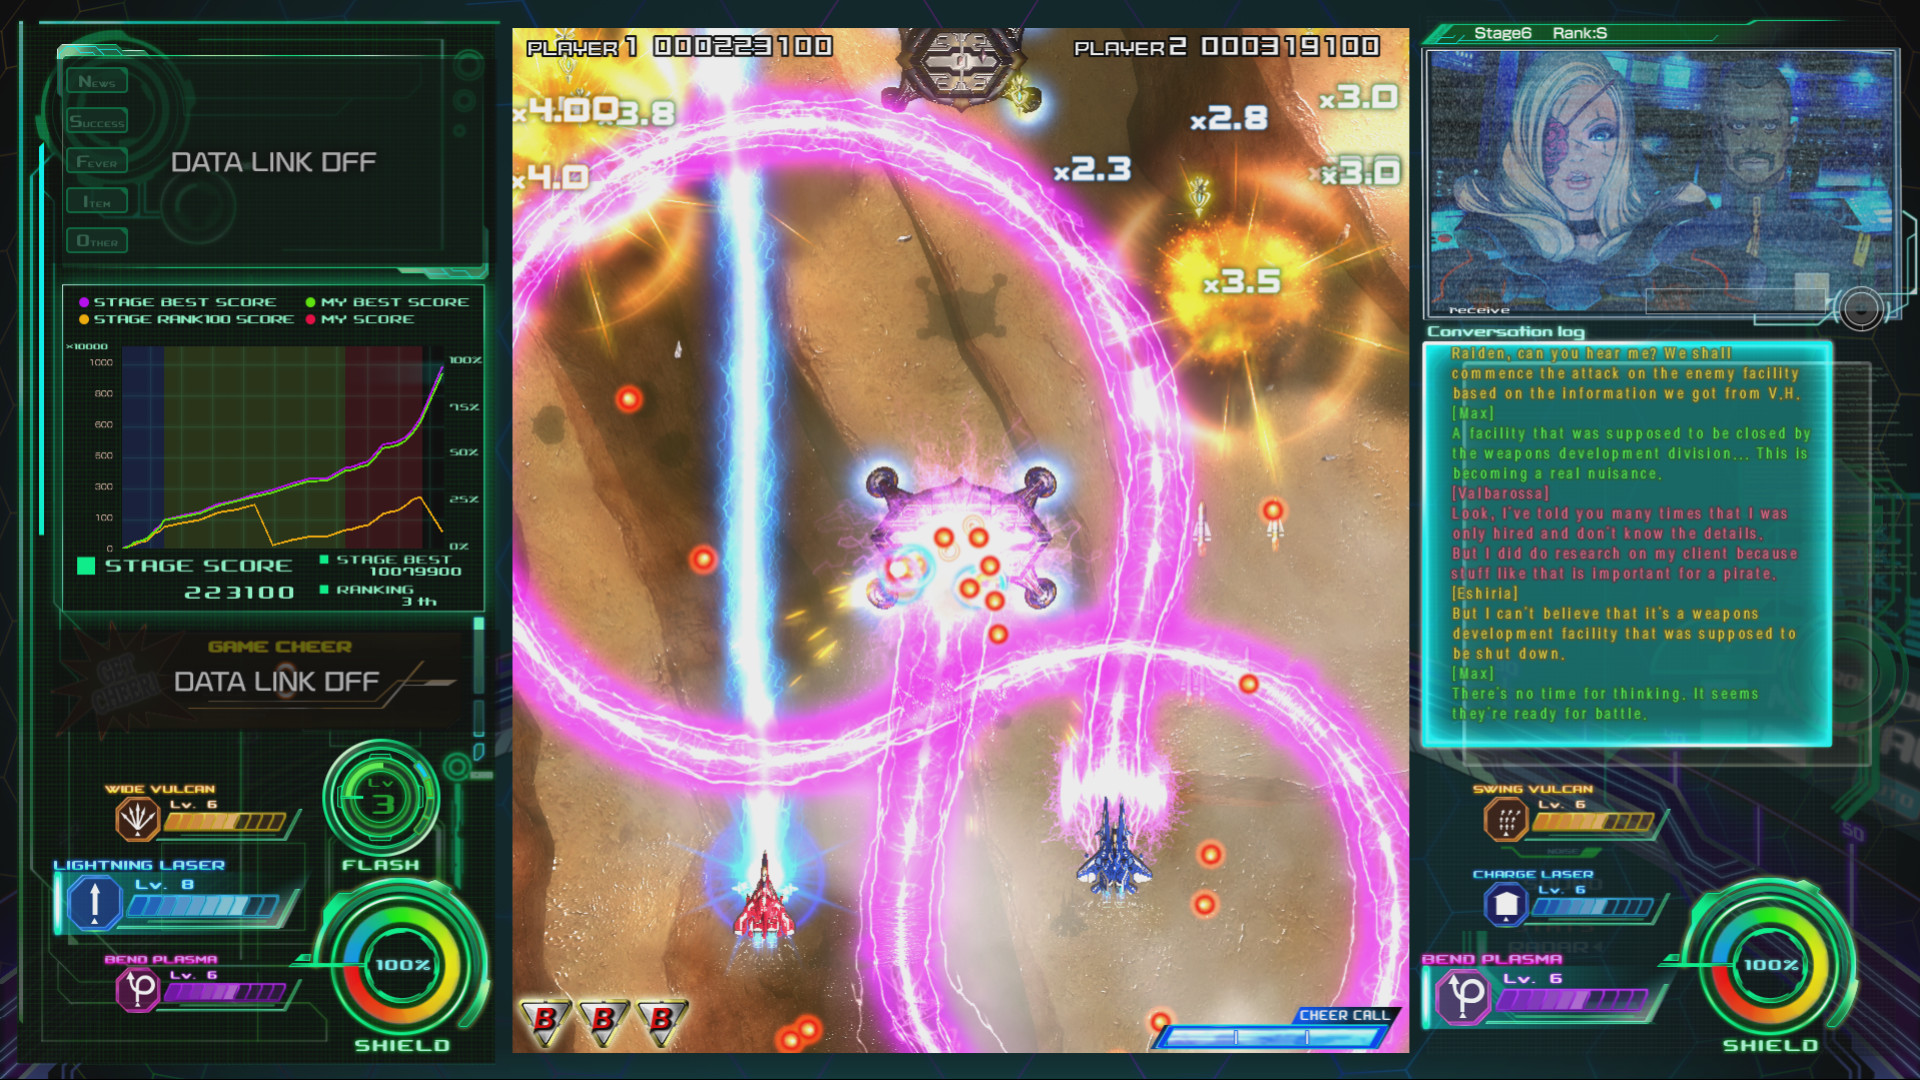 NEWS
SUCCESS
FEVER
ITEM
OTHER
DATA LINK OFF
STAGE BEST SCORE
MY BEST SCORE
STAGE RANK100 SCORE
MY SCORE
×10000
1000
800
600
500
300
100
0
100%
75%
50%
25%
0%
STAGE SCORE
223100
STAGE BEST
10079900
RANKING
3 th
GAME CHEER
GET CHEER!
DATA LINK OFF
WIDE VULCAN
Lv. 6
LIGHTNING LASER
Lv. 8
BEND PLASMA
Lv. 6
Lv
3
FLASH
100%
SHIELD
PLAYER 1 000223100
PLAYER 2 000319100
x4.00
x3.8
x4.0
x2.8
x3.0
x2.3
x3.0
x3.5
B B B
CHEER CALL
Stage6 Rank:S
receive
Conversation log
Raiden, can you hear me? We shall
commence the attack on the enemy facility
based on the information we got from V.H.
[Max]
A facility that was supposed to be closed by
the weapons development division... This is
becoming a real nuisance.
[Valbarossa]
Look, I've told you many times that I was
only hired and don't know the details.
But I did do research on my client because
stuff like that is important for a pirate.
[Eshiria]
But I can't believe that it's a weapons
development facility that was supposed to
be shut down.
[Max]
There's no time for thinking. It seems
they're ready for battle.
SWING VULCAN
Lv. 6
CHARGE LASER
Lv. 6
RADAR
50
BEND PLASMA
Lv. 6
100%
SHIELD